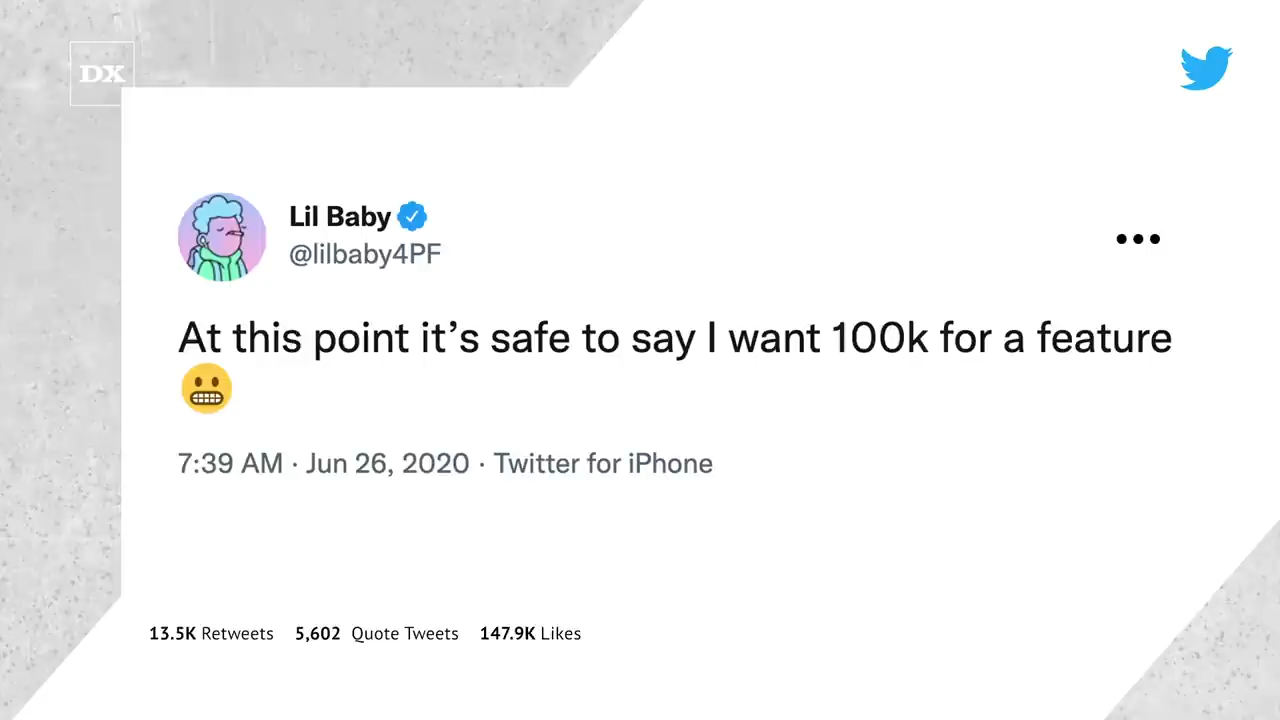 DX
Lil Baby
@lilbaby4PF
At this point it’s safe to say I want 100k for a feature
😬
7:39 AM · Jun 26, 2020 · Twitter for iPhone
13.5K Retweets 5,602 Quote Tweets 147.9K Likes